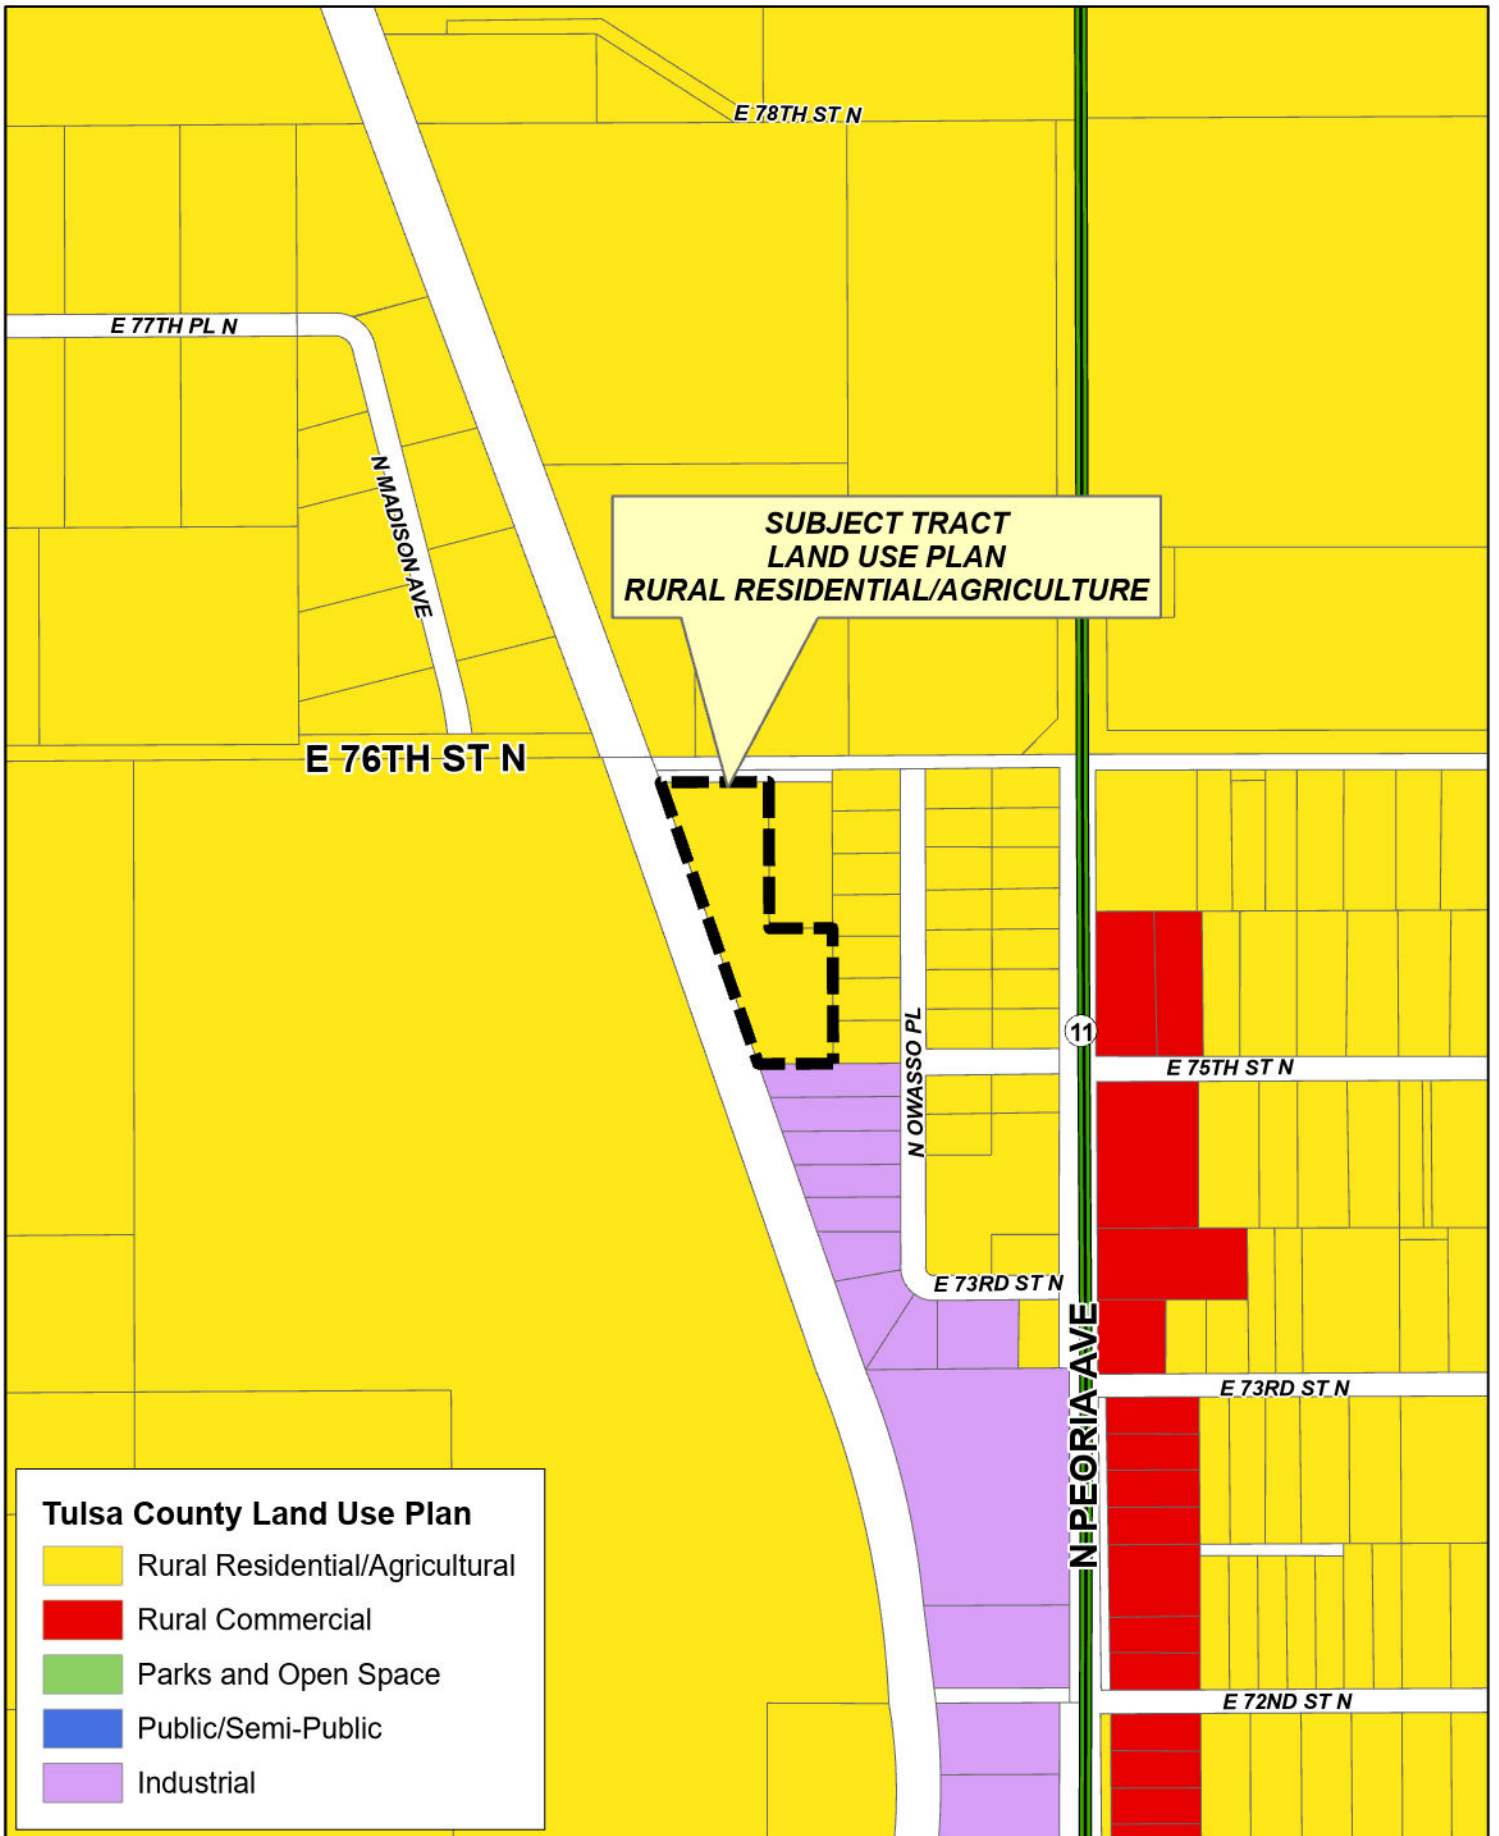 E 78TH ST N
E 77TH PL N
N MADISON AVE
SUBJECT TRACT
LAND USE PLAN
RURAL RESIDENTIAL/AGRICULTURE
E 76TH ST N
11
N OWASSO PL
E 75TH ST N
E 73RD ST N
N PEORIA AVE
E 73RD ST N
E 72ND ST N
Tulsa County Land Use Plan
Rural Residential/Agricultural
Rural Commercial
Parks and Open Space
Public/Semi-Public
Industrial